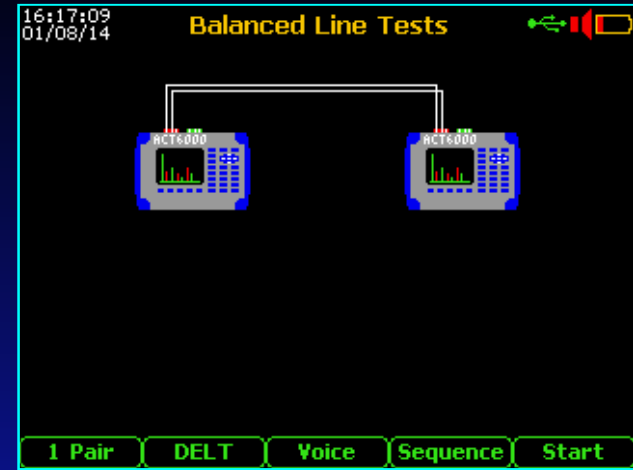 16:17:09
01/08/14
Balanced Line Tests
ACT6000
ACT6000
1 Pair
DELT
Voice
Sequence
Start